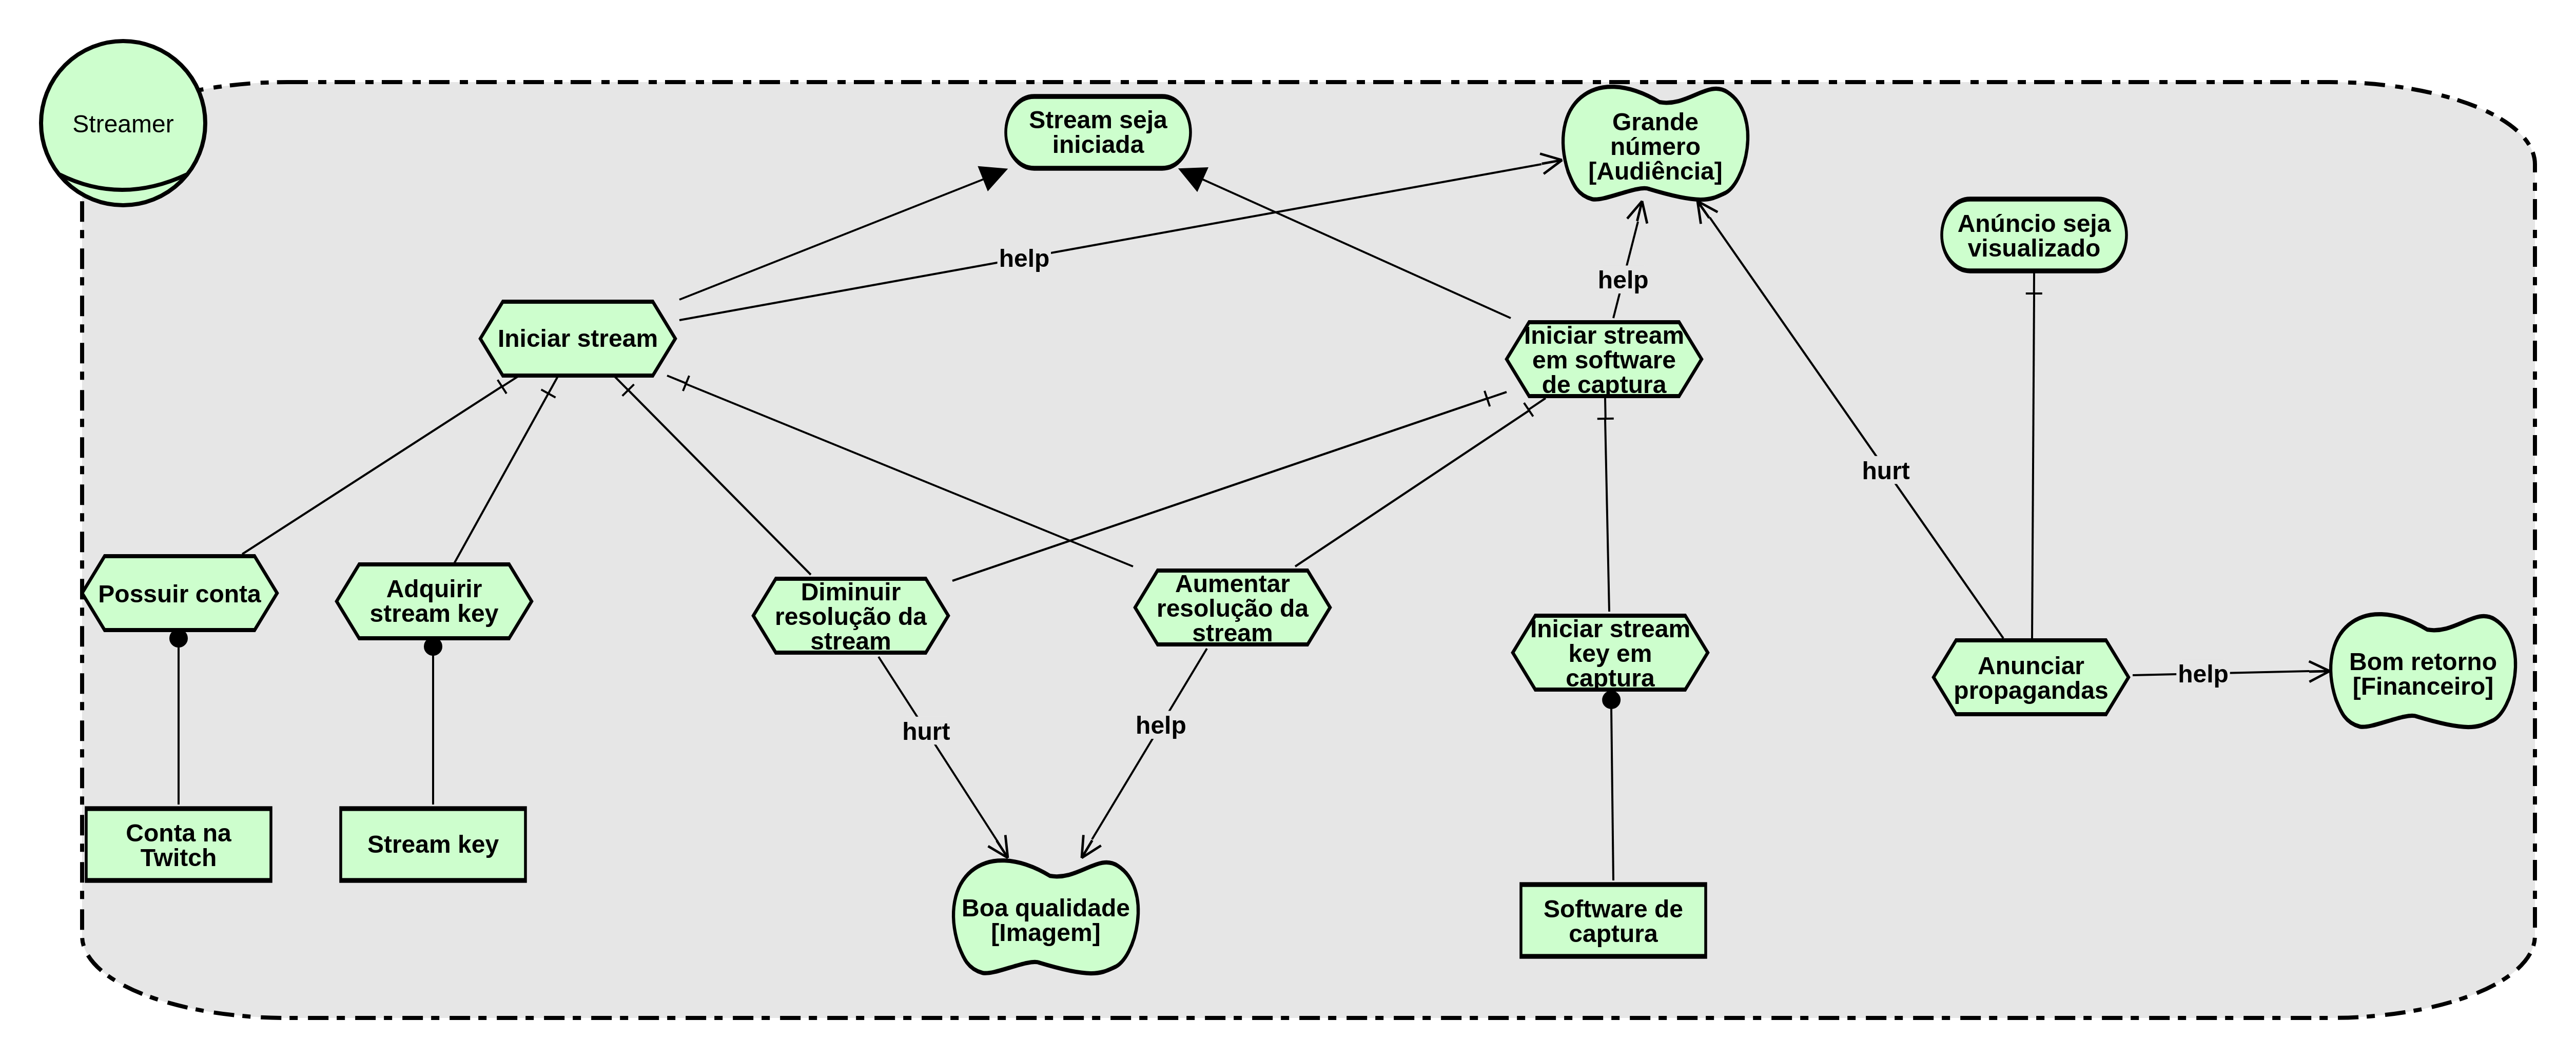 Streamer
Stream seja
iniciada
Grande
número
[Audiência]
Anúncio seja
visualizado
help
help
Iniciar stream
Iniciar stream
em software
de captura
hurt
Possuir conta
Adquirir
stream key
Diminuir
resolução da
stream
Aumentar
resolução da
stream
Iniciar stream
key em
captura
Anunciar
propagandas
help
Bom retorno
[Financeiro]
hurt
help
Conta na
Twitch
Stream key
Boa qualidade
[Imagem]
Software de
captura